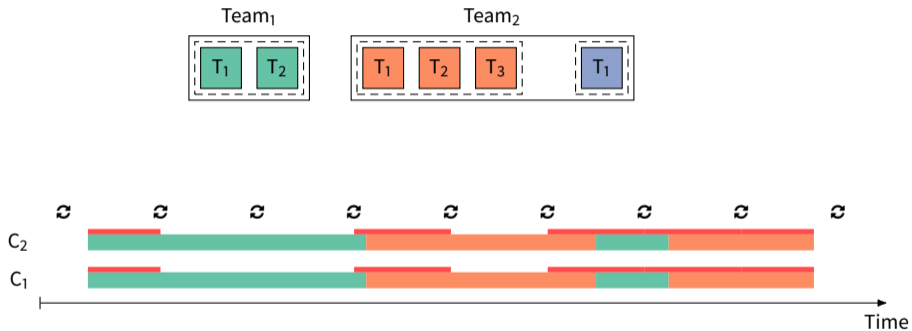 Team₁ Team₂
T₁ T₂ T₁ T₂ T₃ T₁
C₂
C₁
Time